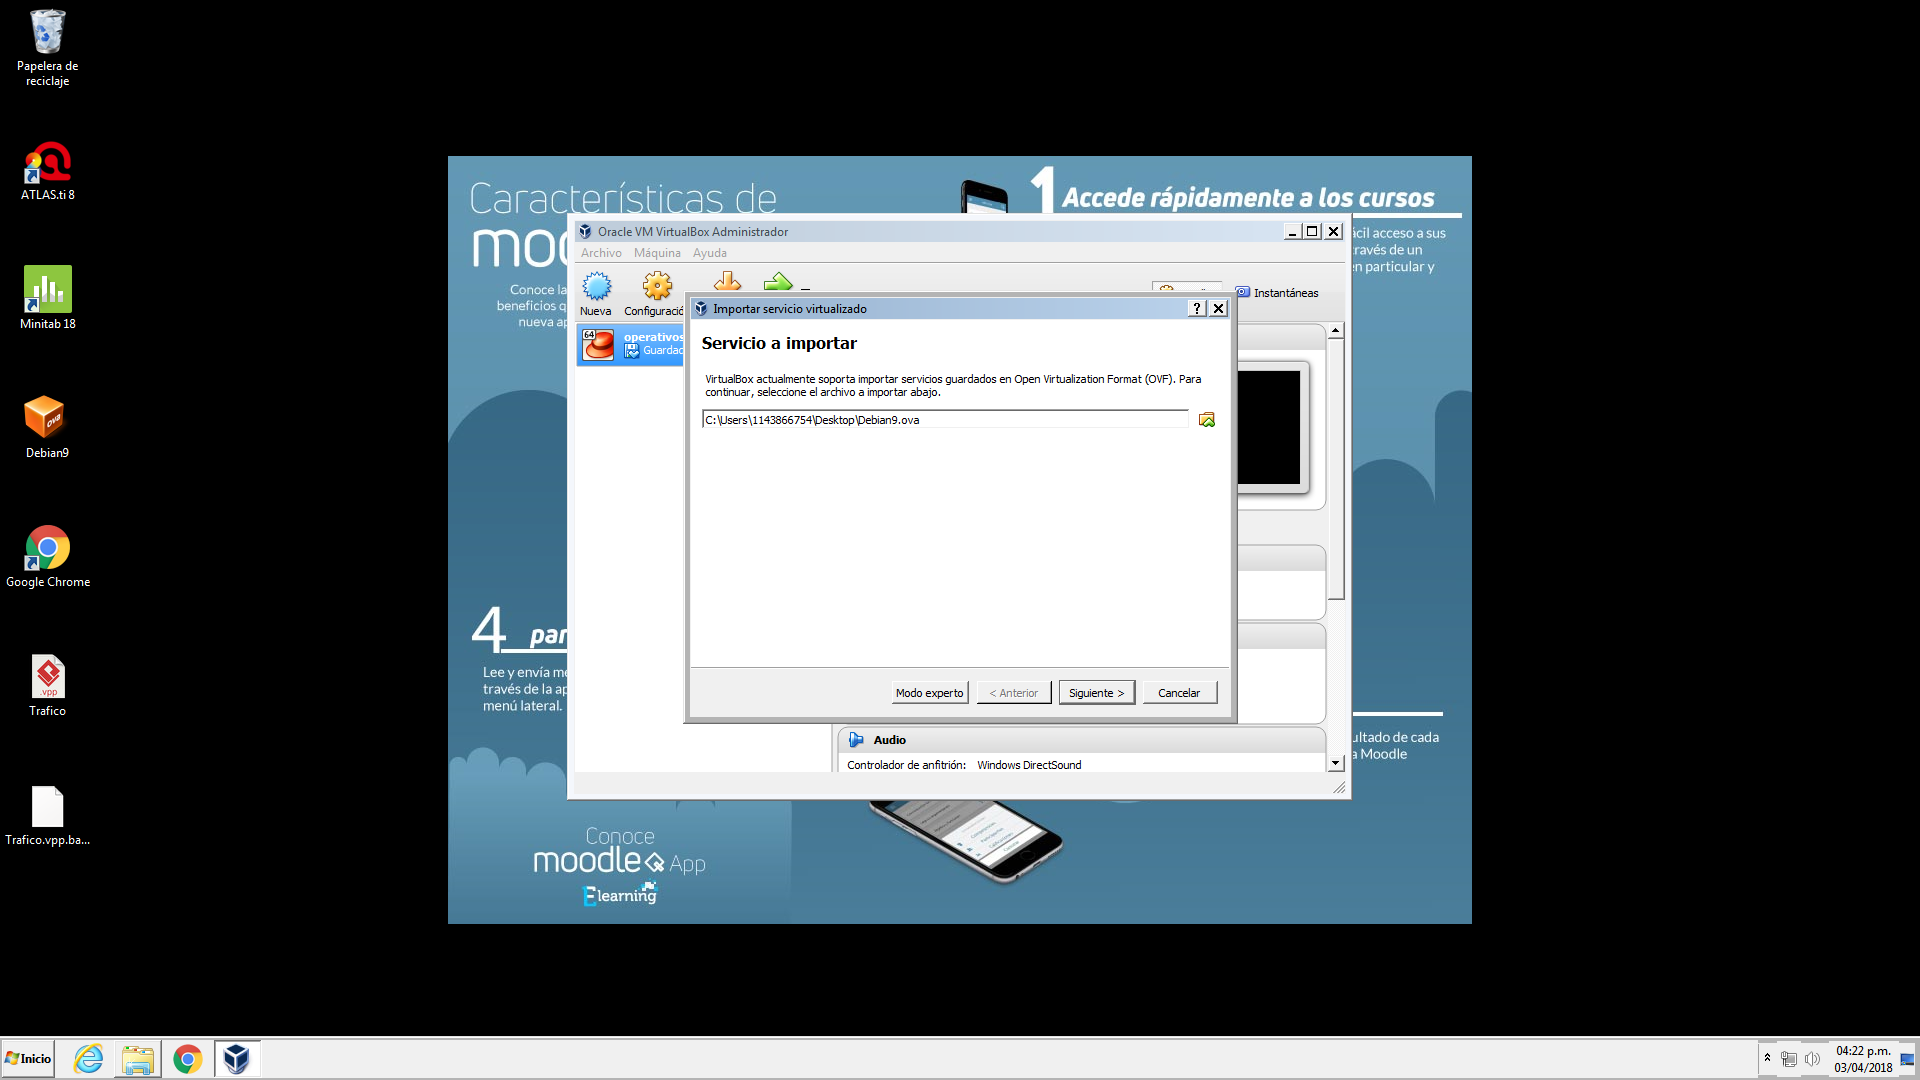 Papelera de
reciclaje
ATLAS.ti 8
Minitab 18
ova
Debian9
Google Chrome
.vpp
Trafico
Trafico.vpp.ba...
Características de
moo
Conoce la
beneficios q
nueva ap
1 Accede rápidamente a los cursos
ácil acceso a sus
través de un
en particular y
Oracle VM VirtualBox Administrador
Archivo Máquina Ayuda
Nueva
Configuració
Instantáneas
64
operativos
Guardad
Importar servicio virtualizado
Servicio a importar
VirtualBox actualmente soporta importar servicios guardados en Open Virtualization Format (OVF). Para
continuar, seleccione el archivo a importar abajo.
C:\Users\1143866754\Desktop\Debian9.ova
Modo experto
< Anterior
Siguiente >
Cancelar
Audio
Controlador de anfitrión: Windows DirectSound
4 par
Lee y envía me
través de la ap
menú lateral.
ultado de cada
a Moodle
Conoce
moodle App
Elearning
Inicio
04:22 p.m.
03/04/2018